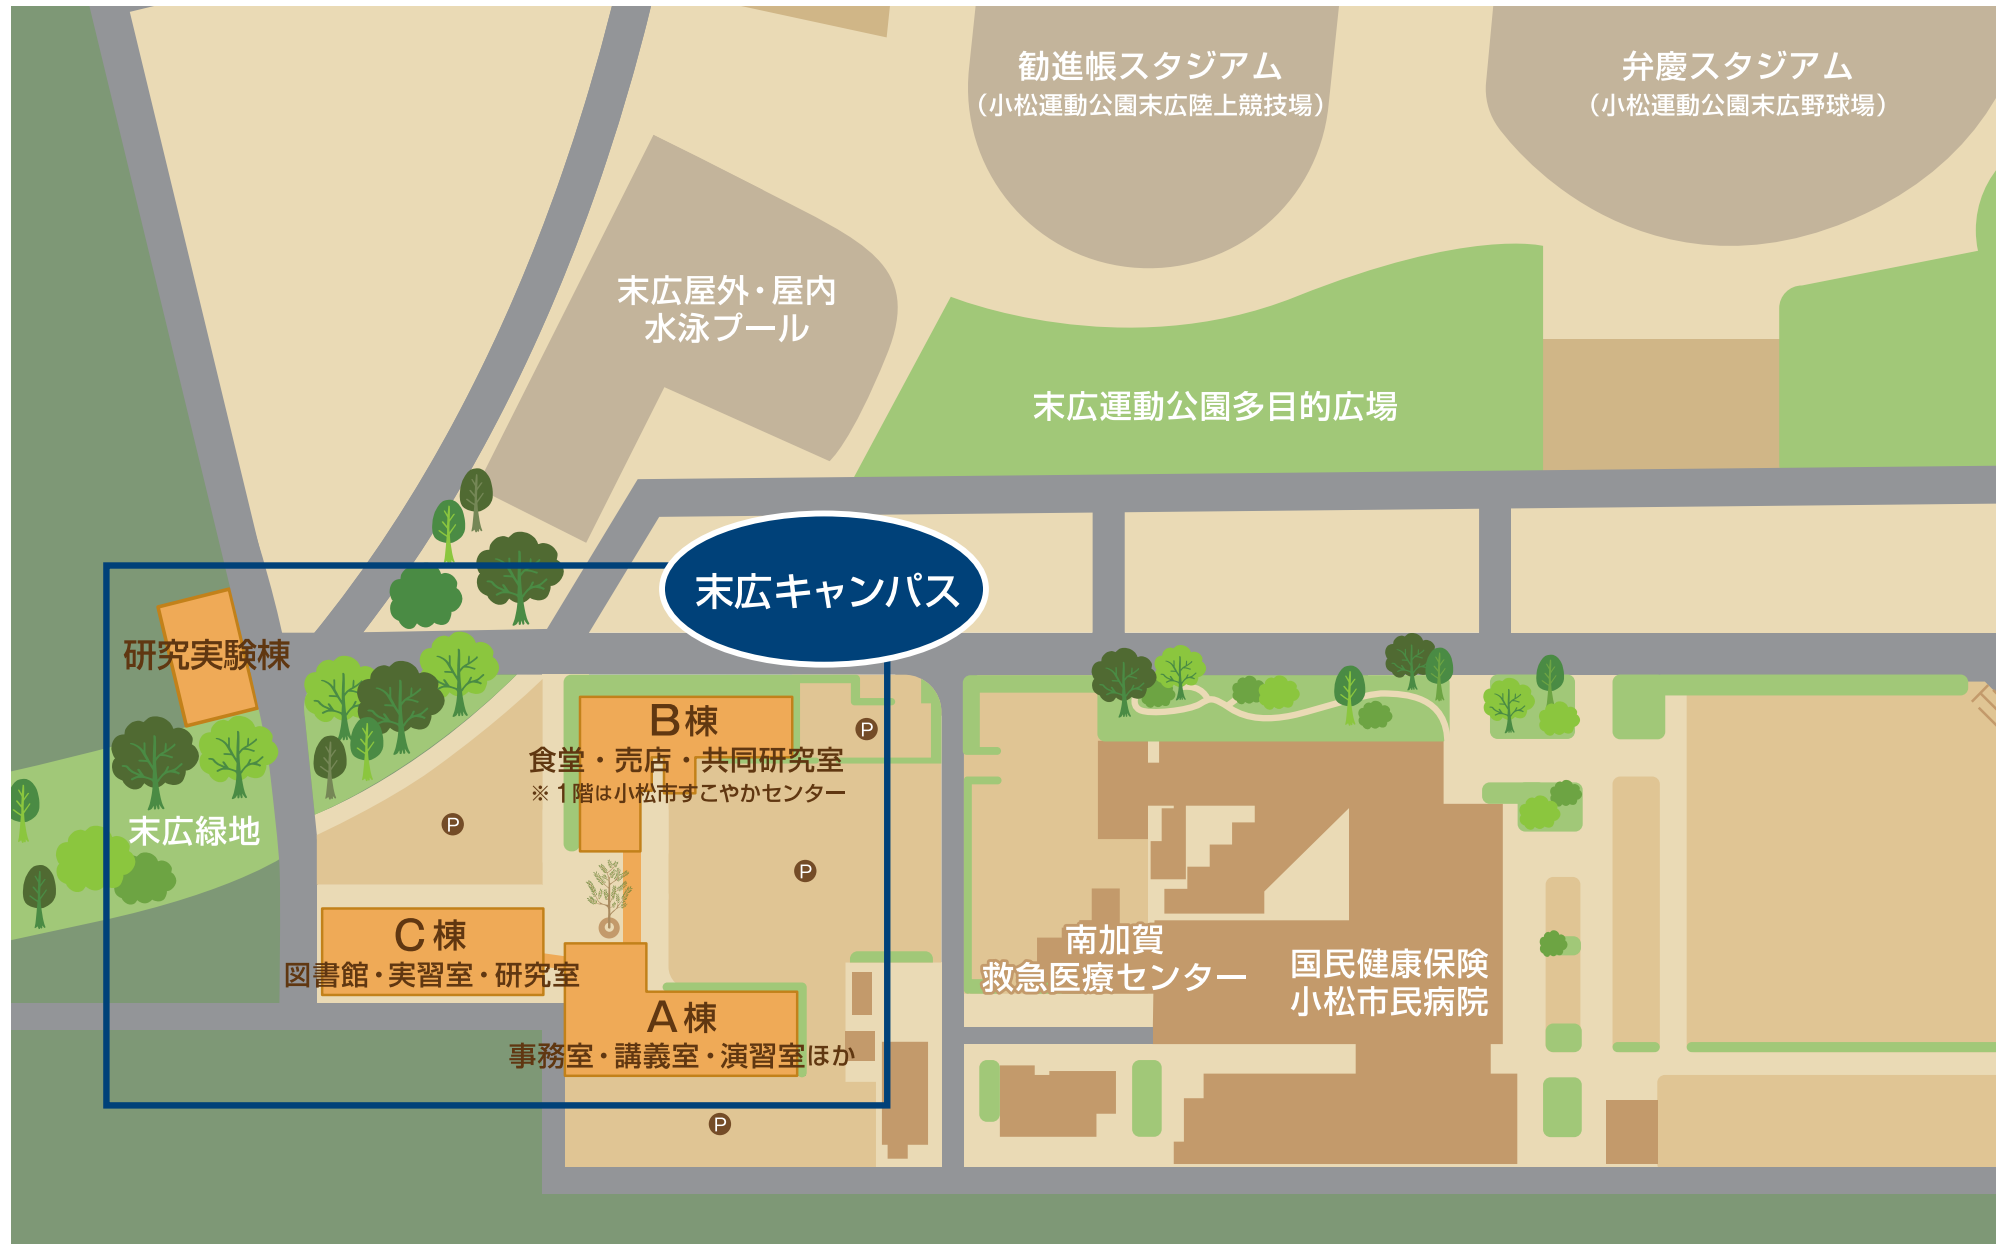 勧進帳スタジアム
（小松運動公園末広陸上競技場）
弁慶スタジアム
（小松運動公園末広野球場）
末広屋外・屋内
水泳プール
末広運動公園多目的広場
末広キャンパス
研究実験棟
B棟
食堂・売店・共同研究室
※1階は小松市すこやかセンター
P
P
P
末広緑地
C棟
図書館・実習室・研究室
A棟
事務室・講義室・演習室ほか
P
南加賀
救急医療センター
国民健康保険
小松市民病院